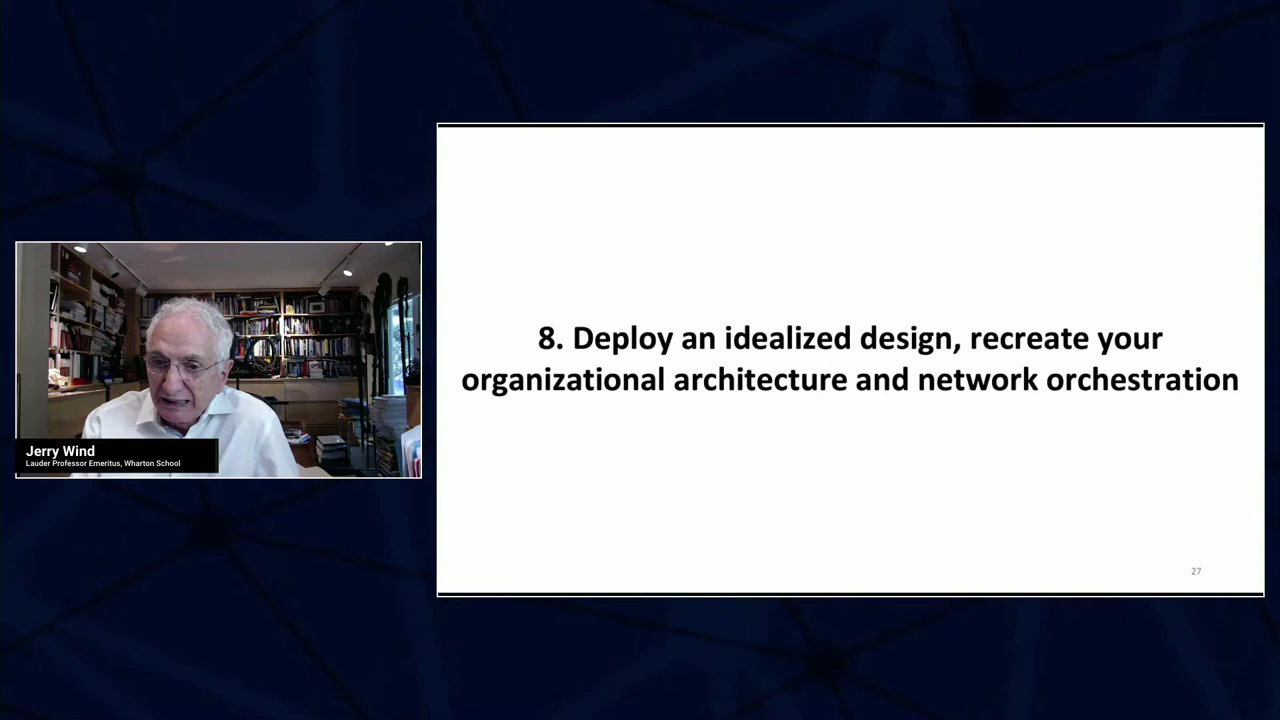 Jerry Wind
Lauder Professor Emeritus, Wharton School
8. Deploy an idealized design, recreate your
organizational architecture and network orchestration
27